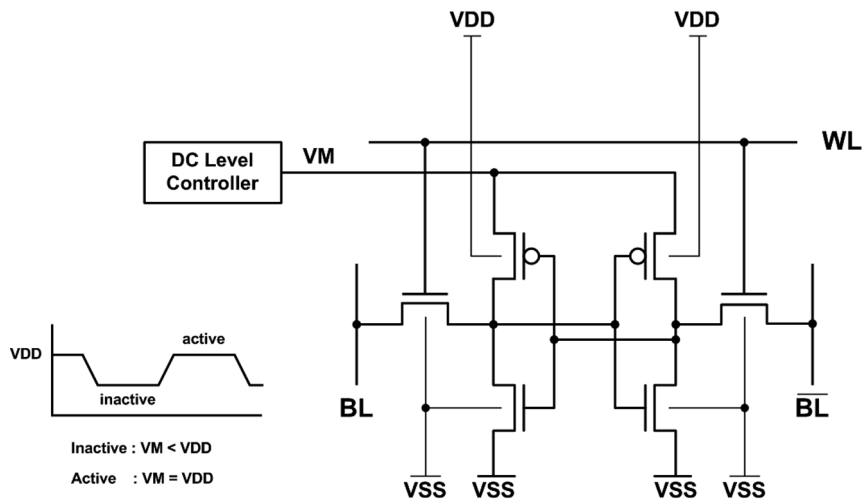 VDD VDD
WL
DC Level
Controller
VM
VDD
active
inactive
BL
B̅L̅
Inactive : VM < VDD
Active : VM = VDD
VSS VSS VSS VSS